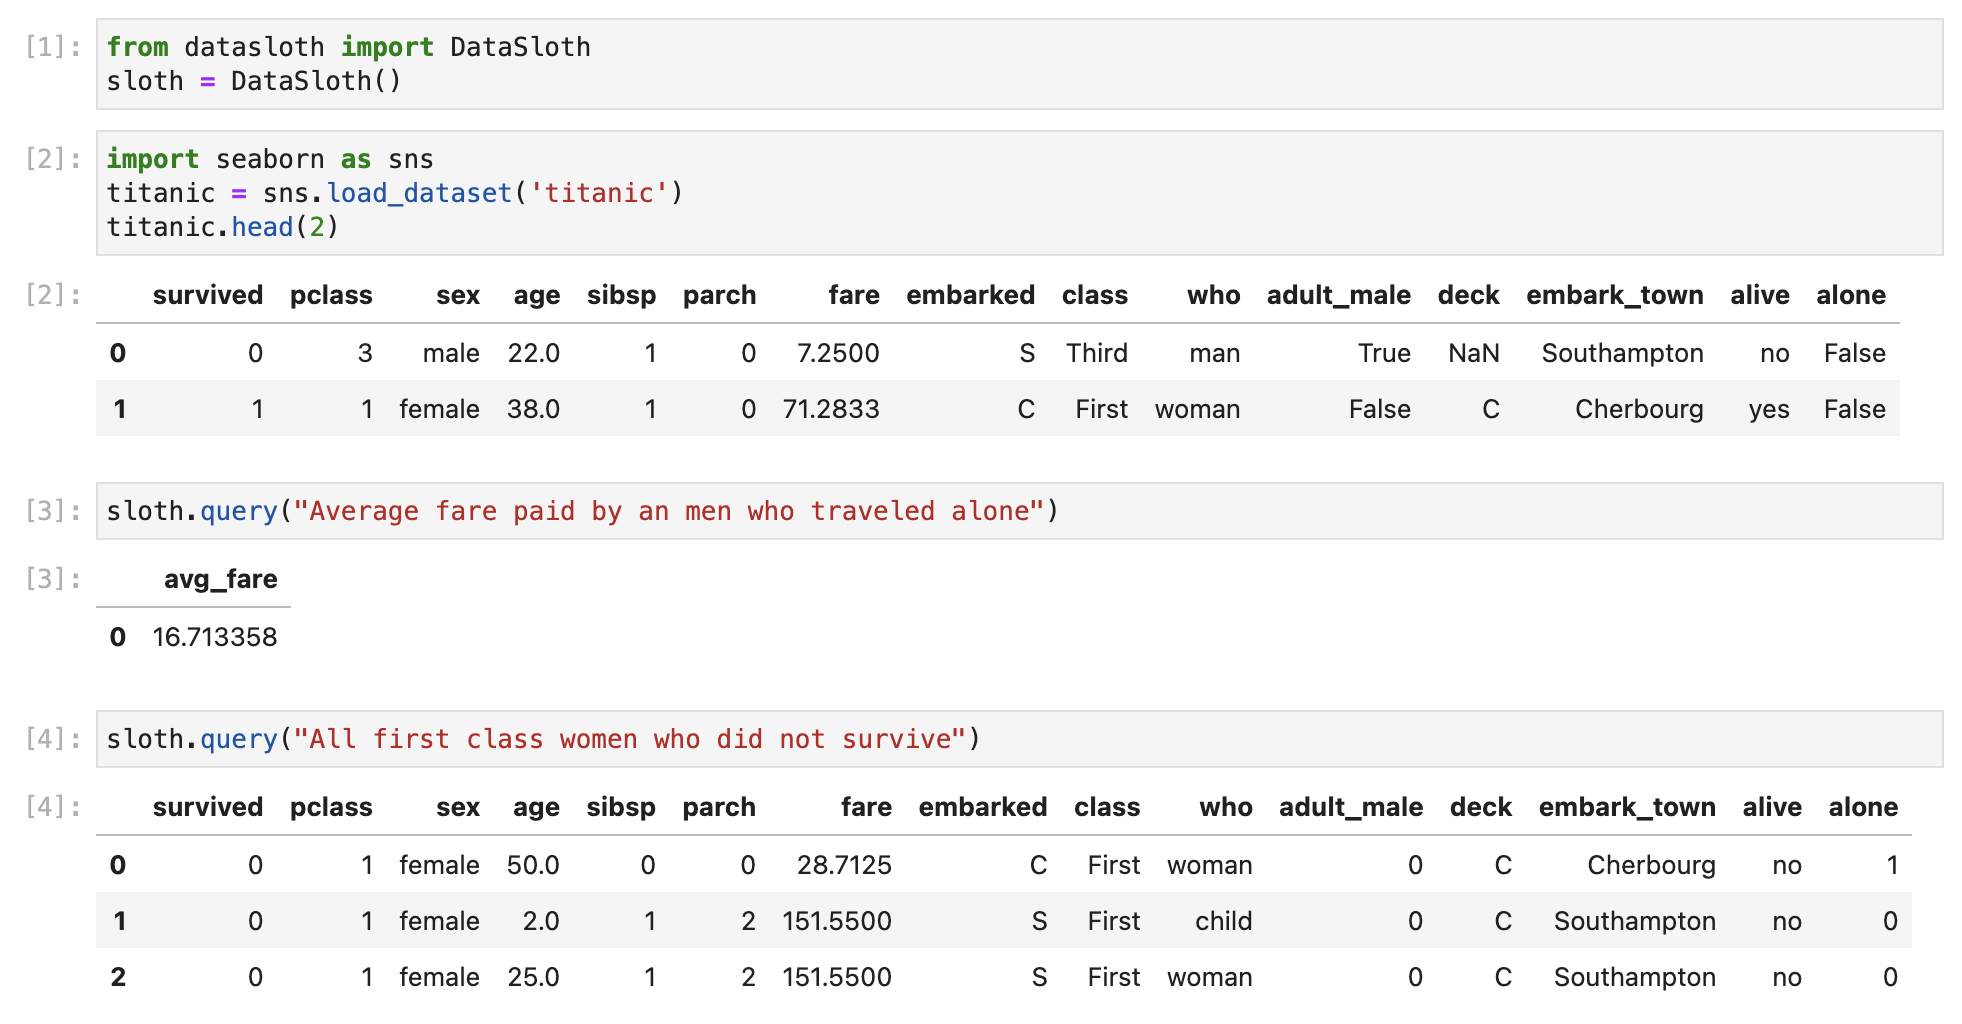 [1]: from datasloth import DataSloth
sloth = DataSloth()
[2]: import seaborn as sns
titanic = sns.load_dataset('titanic')
titanic.head(2)
[2]: survived pclass sex age sibsp parch fare embarked class who adult_male deck embark_town alive alone
0 0 3 male 22.0 1 0 7.2500 S Third man True NaN Southampton no False
1 1 1 female 38.0 1 0 71.2833 C First woman False C Cherbourg yes False
[3]: sloth.query("Average fare paid by an men who traveled alone")
[3]: avg_fare
0 16.713358
[4]: sloth.query("All first class women who did not survive")
[4]: survived pclass sex age sibsp parch fare embarked class who adult_male deck embark_town alive alone
0 0 1 female 50.0 0 0 28.7125 C First woman 0 C Cherbourg no 1
1 0 1 female 2.0 1 2 151.5500 S First child 0 C Southampton no 0
2 0 1 female 25.0 1 2 151.5500 S First woman 0 C Southampton no 0